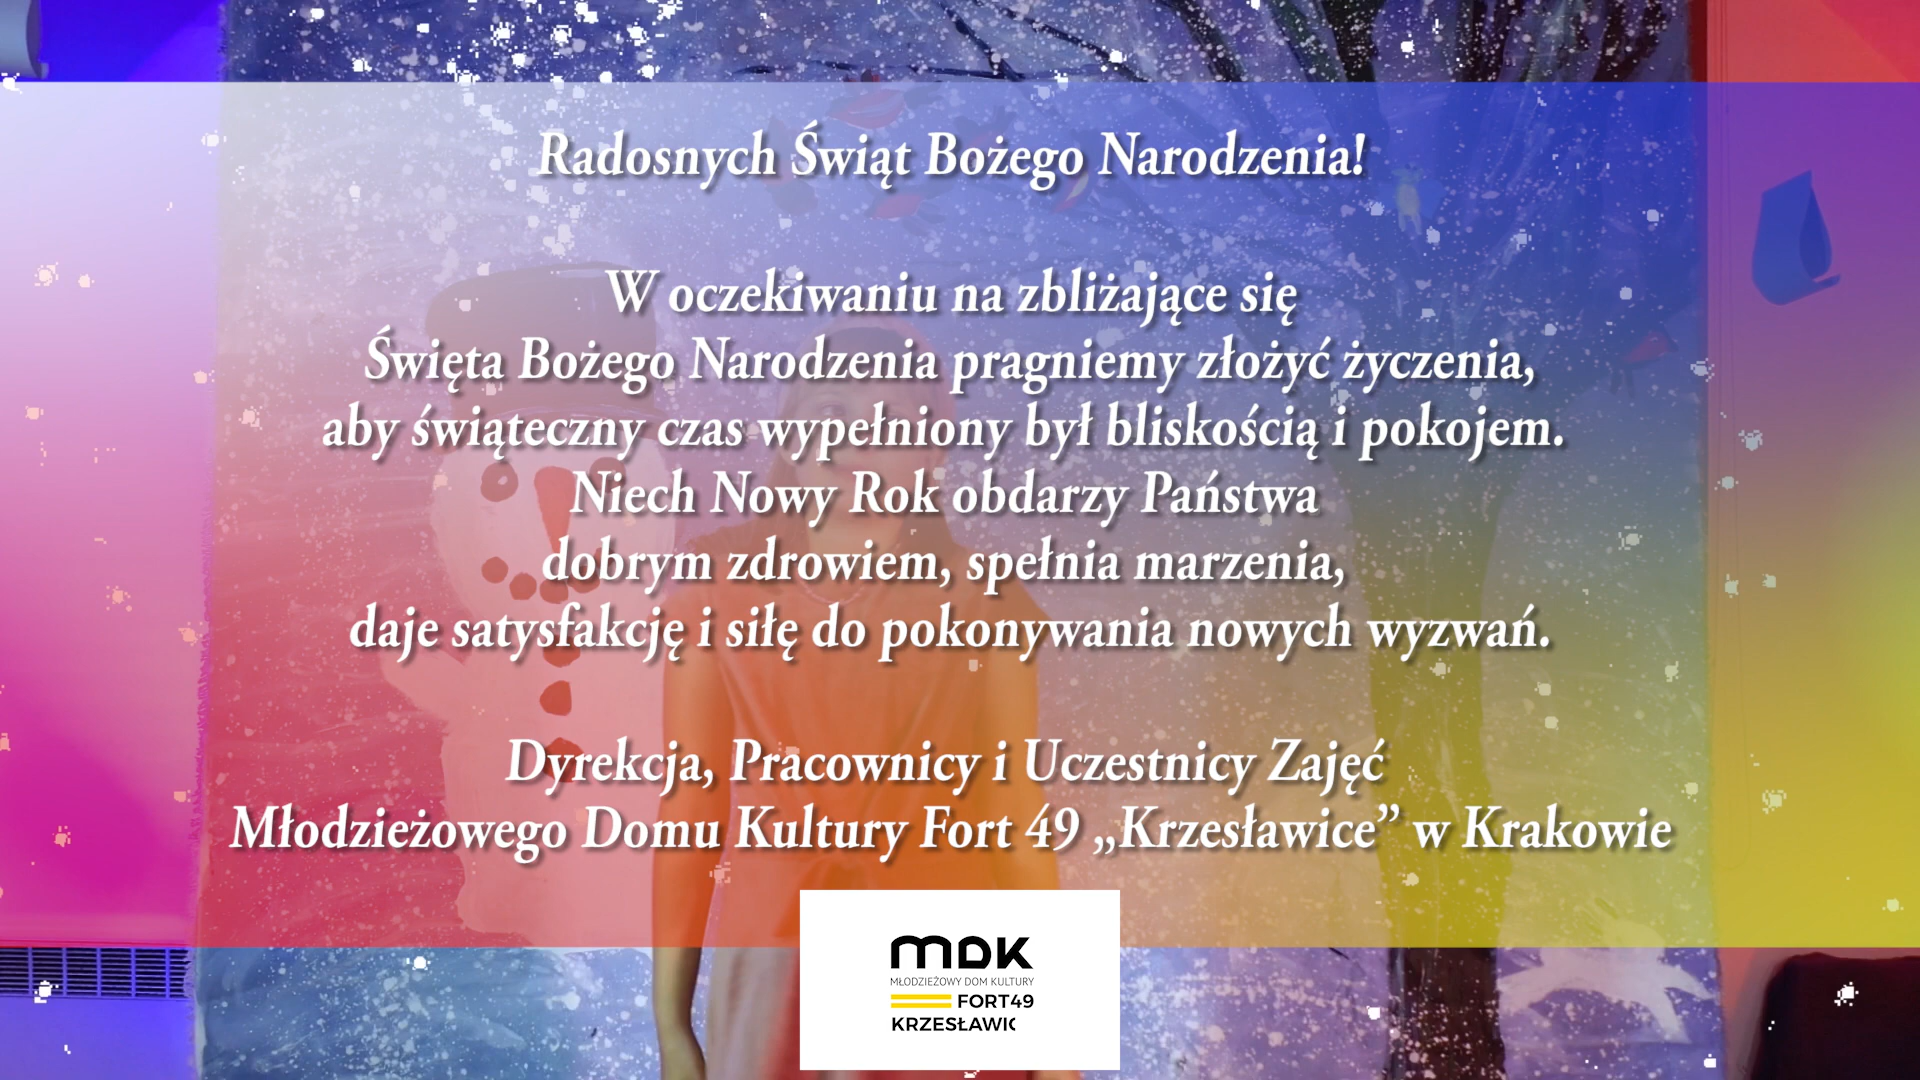 Radosnych Świąt Bożego Narodzenia!
W oczekiwaniu na zbliżające się
Święta Bożego Narodzenia pragniemy złożyć życzenia,
aby świąteczny czas wypełniony był bliskością i pokojem.
Niech Nowy Rok obdarzy Państwa
dobrym zdrowiem, spełnia marzenia,
daje satysfakcję i siłę do pokonywania nowych wyzwań.
Dyrekcja, Pracownicy i Uczestnicy Zajęć
Młodzieżowego Domu Kultury Fort 49 „Krzesławice” w Krakowie
MDK
MŁODZIEŻOWY DOM KULTURY
FORT49
KRZESŁAWIC